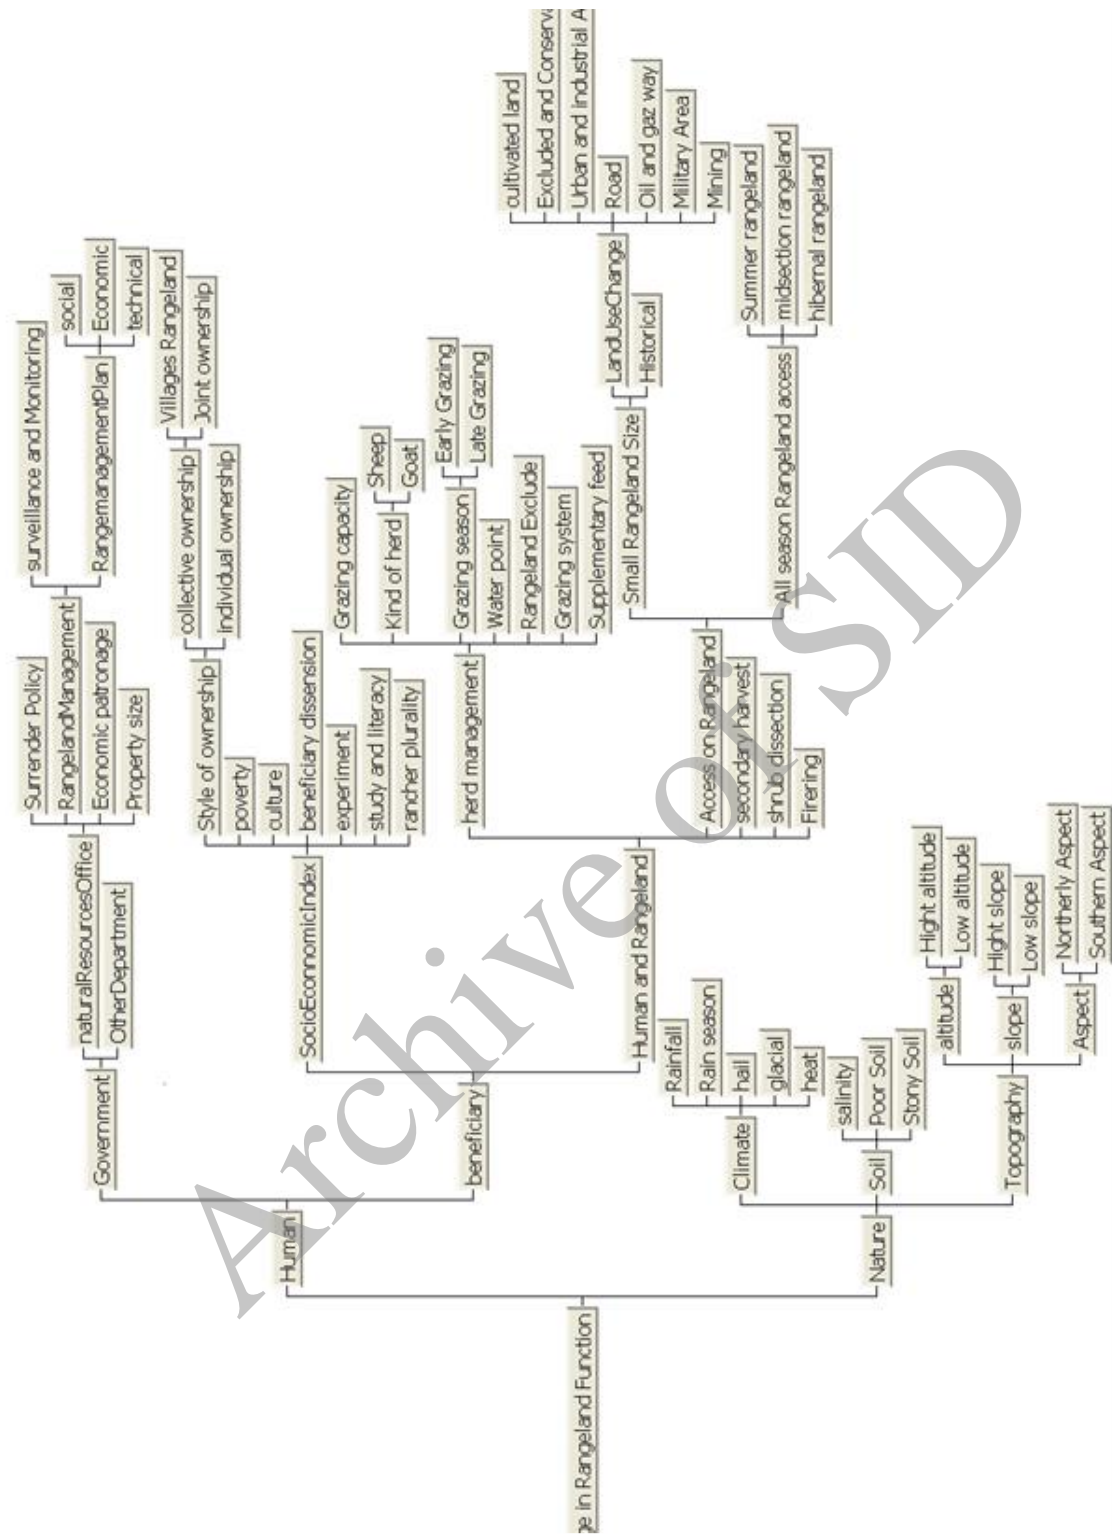 ge in Rangeland Function
Human
Government
naturalResourcesOffice
Surrender Policy
RangelandManagement
surveillance and Monitoring
RangemanagementPlan
social
Economic
technical
Economic patronage
Property size
OtherDepartment
beneficiary
SocioEconnomicIndex
Style of ownership
collective ownership
Villages Rangeland
Joint ownership
individual ownership
poverty
culture
beneficiary dissension
experiment
study and literacy
rancher plurality
Human and Rangeland
herd management
Grazing capacity
Kind of herd
Sheep
Goat
Grazing season
Early Grazing
Late Grazing
Water point
Rangeland Exclude
Grazing system
Supplementary feed
Access on Rangeland
Small Rangeland Size
LandUseChange
cultivated land
Excluded and Conserva
Urban and industrial A
Road
Oil and gaz way
Military Area
Mining
Historical
All season Rangeland access
Summer rangeland
midsection rangeland
hibernal rangeland
secondary harvest
shrub dissection
Firering
Nature
Climate
Rainfall
Rain season
hail
glacial
heat
Soil
salinity
Poor Soil
Stony Soil
Topography
altitude
Hight altitude
Low altitude
slope
Hight slope
Low slope
Aspect
Northerly Aspect
Southern Aspect
Archive of SID